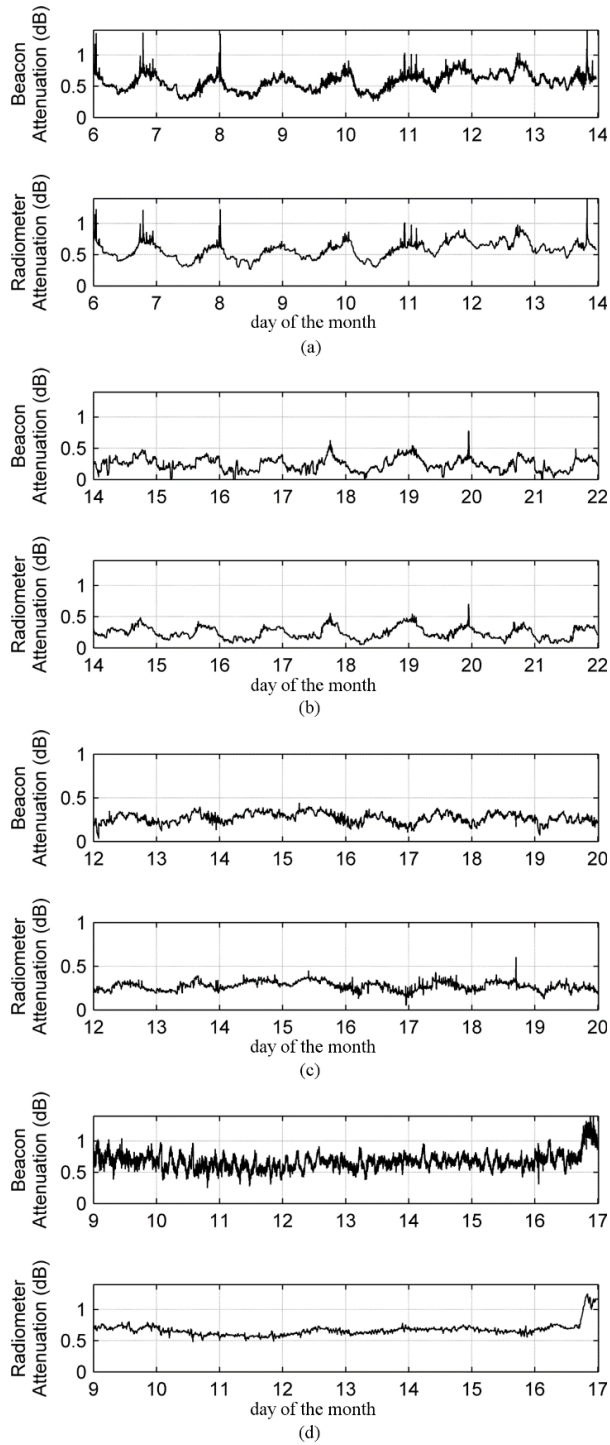 Beacon
Attenuation (dB)
1
0.5
0
6 7 8 9 10 11 12 13 14
Radiometer
Attenuation (dB)
1
0.5
0
6 7 8 9 10 11 12 13 14
day of the month
(a)
Beacon
Attenuation (dB)
1
0.5
0
14 15 16 17 18 19 20 21 22
Radiometer
Attenuation (dB)
1
0.5
0
14 15 16 17 18 19 20 21 22
day of the month
(b)
Beacon
Attenuation (dB)
1
0.5
0
12 13 14 15 16 17 18 19 20
Radiometer
Attenuation (dB)
1
0.5
0
12 13 14 15 16 17 18 19 20
day of the month
(c)
Beacon
Attenuation (dB)
1
0.5
0
9 10 11 12 13 14 15 16 17
Radiometer
Attenuation (dB)
1
0.5
0
9 10 11 12 13 14 15 16 17
day of the month
(d)